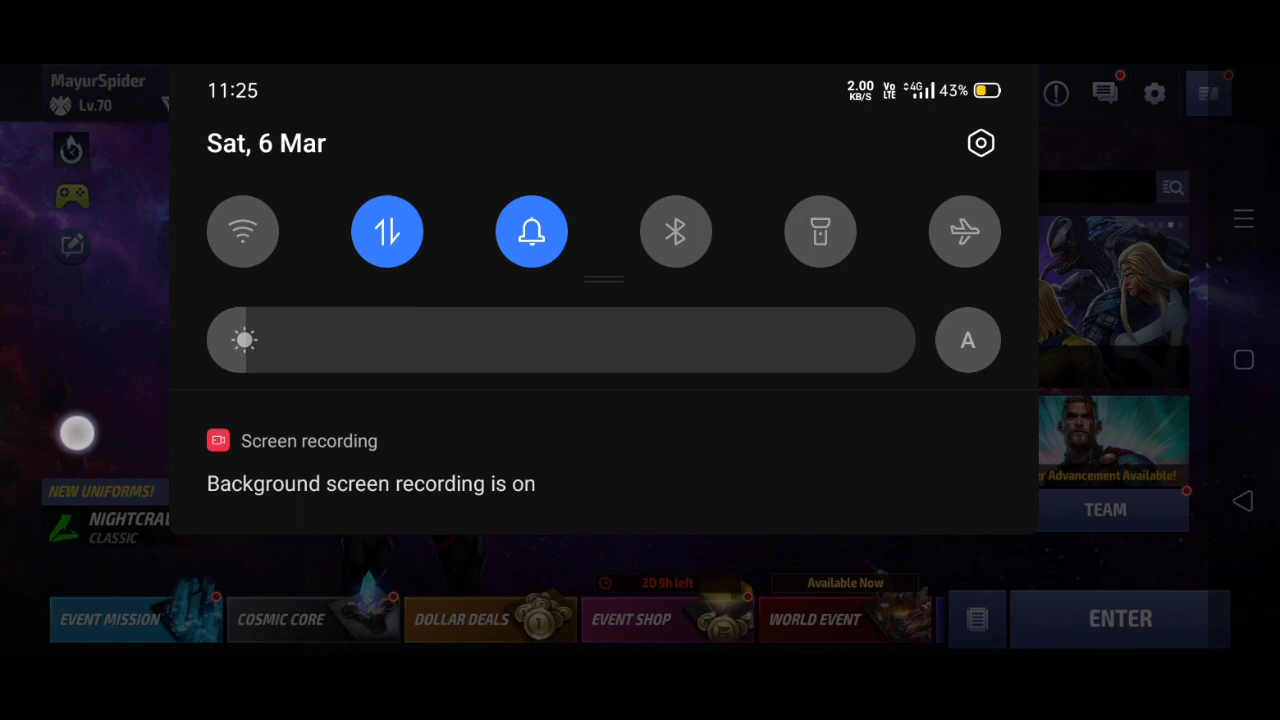 MayurSpider
Lv.70
11:25
2.00
KB/S
Vo
LTE
4G
43%
Sat, 6 Mar
A
Screen recording
Background screen recording is on
NEW UNIFORMS!
CLASSIC
Advancement Available!
TEAM
2D 9h left
Available Now
EVENT MISSION
COSMIC CORE
DOLLAR DEALS
1
EVENT SHOP
WORLD EVENT
ENTER